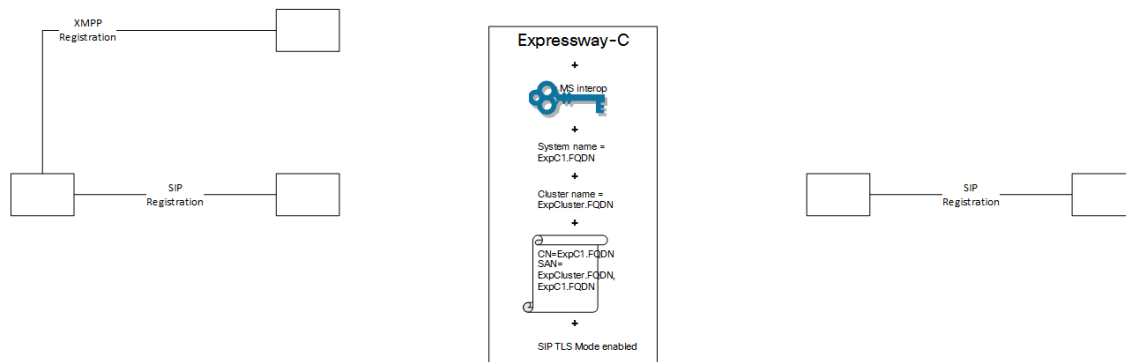 XMPP
Registration
SIP
Registration
Expressway-C
+
MS interop
+
System name =
ExpC1.FQDN
+
Cluster name =
ExpCluster.FQDN
+
CN=ExpC1.FQDN
SAN=
ExpCluster.FQDN,
ExpC1.FQDN
+
SIP TLS Mode enabled
SIP
Registration